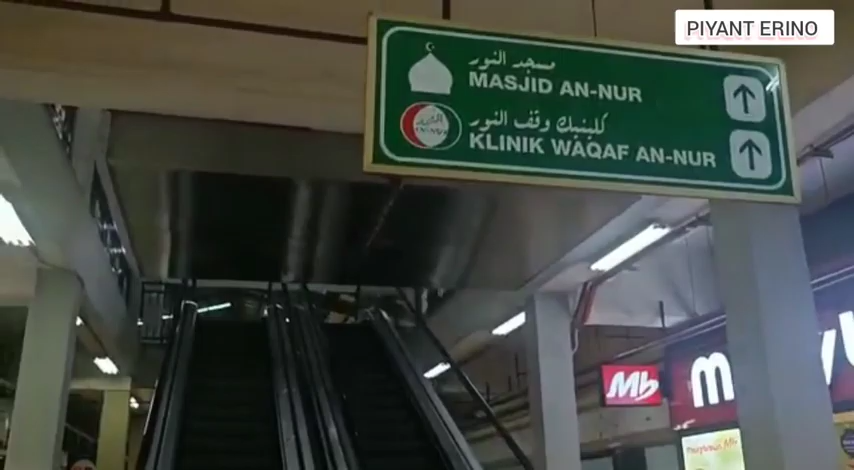 PIYANT ERINO
مسجد النور
MASJID AN-NUR
كلينيك وقف النور
KLINIK WAQAF AN-NUR
Mb